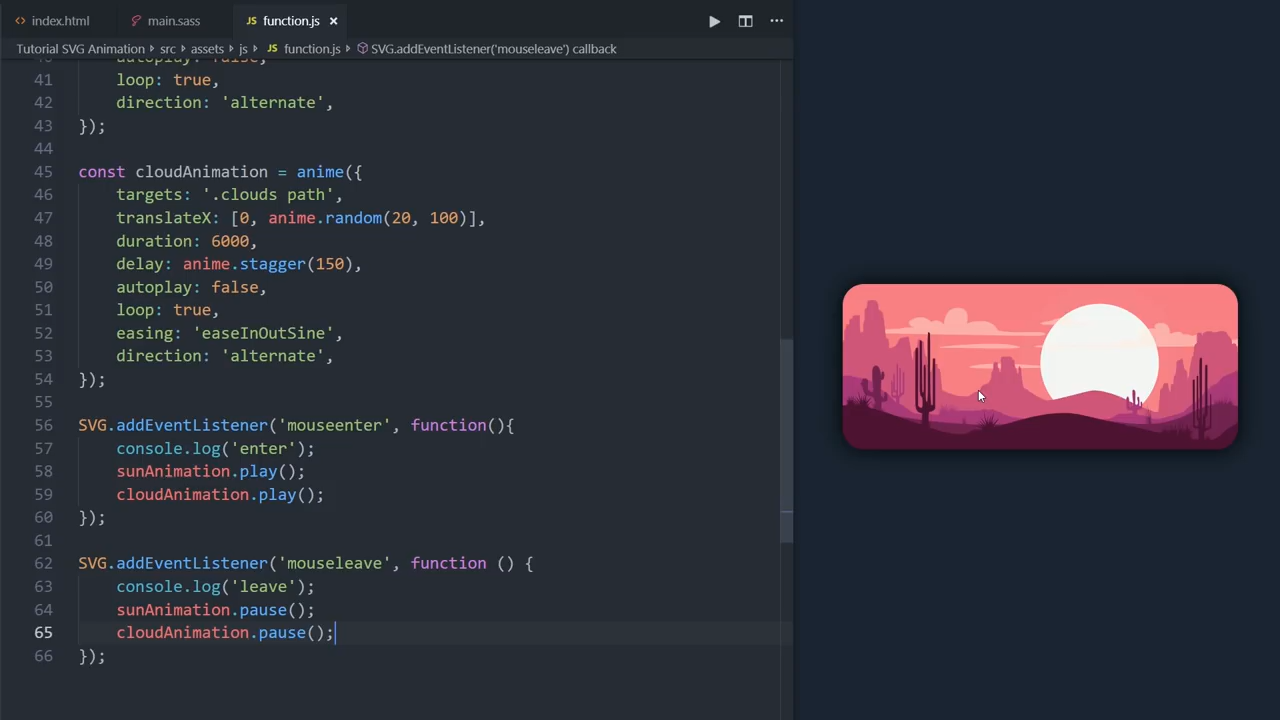 index.html main.sass JS function.js ×
Tutorial SVG Animation > src > assets > js > JS function.js > SVG.addEventListener('mouseleave') callback
40 autoplay: false,
41 loop: true,
42 direction: 'alternate',
43 });
44
45 const cloudAnimation = anime({
46 targets: '.clouds path',
47 translateX: [0, anime.random(20, 100)],
48 duration: 6000,
49 delay: anime.stagger(150),
50 autoplay: false,
51 loop: true,
52 easing: 'easeInOutSine',
53 direction: 'alternate',
54 });
55
56 SVG.addEventListener('mouseenter', function(){
57 console.log('enter');
58 sunAnimation.play();
59 cloudAnimation.play();
60 });
61
62 SVG.addEventListener('mouseleave', function () {
63 console.log('leave');
64 sunAnimation.pause();
65 cloudAnimation.pause();
66 });